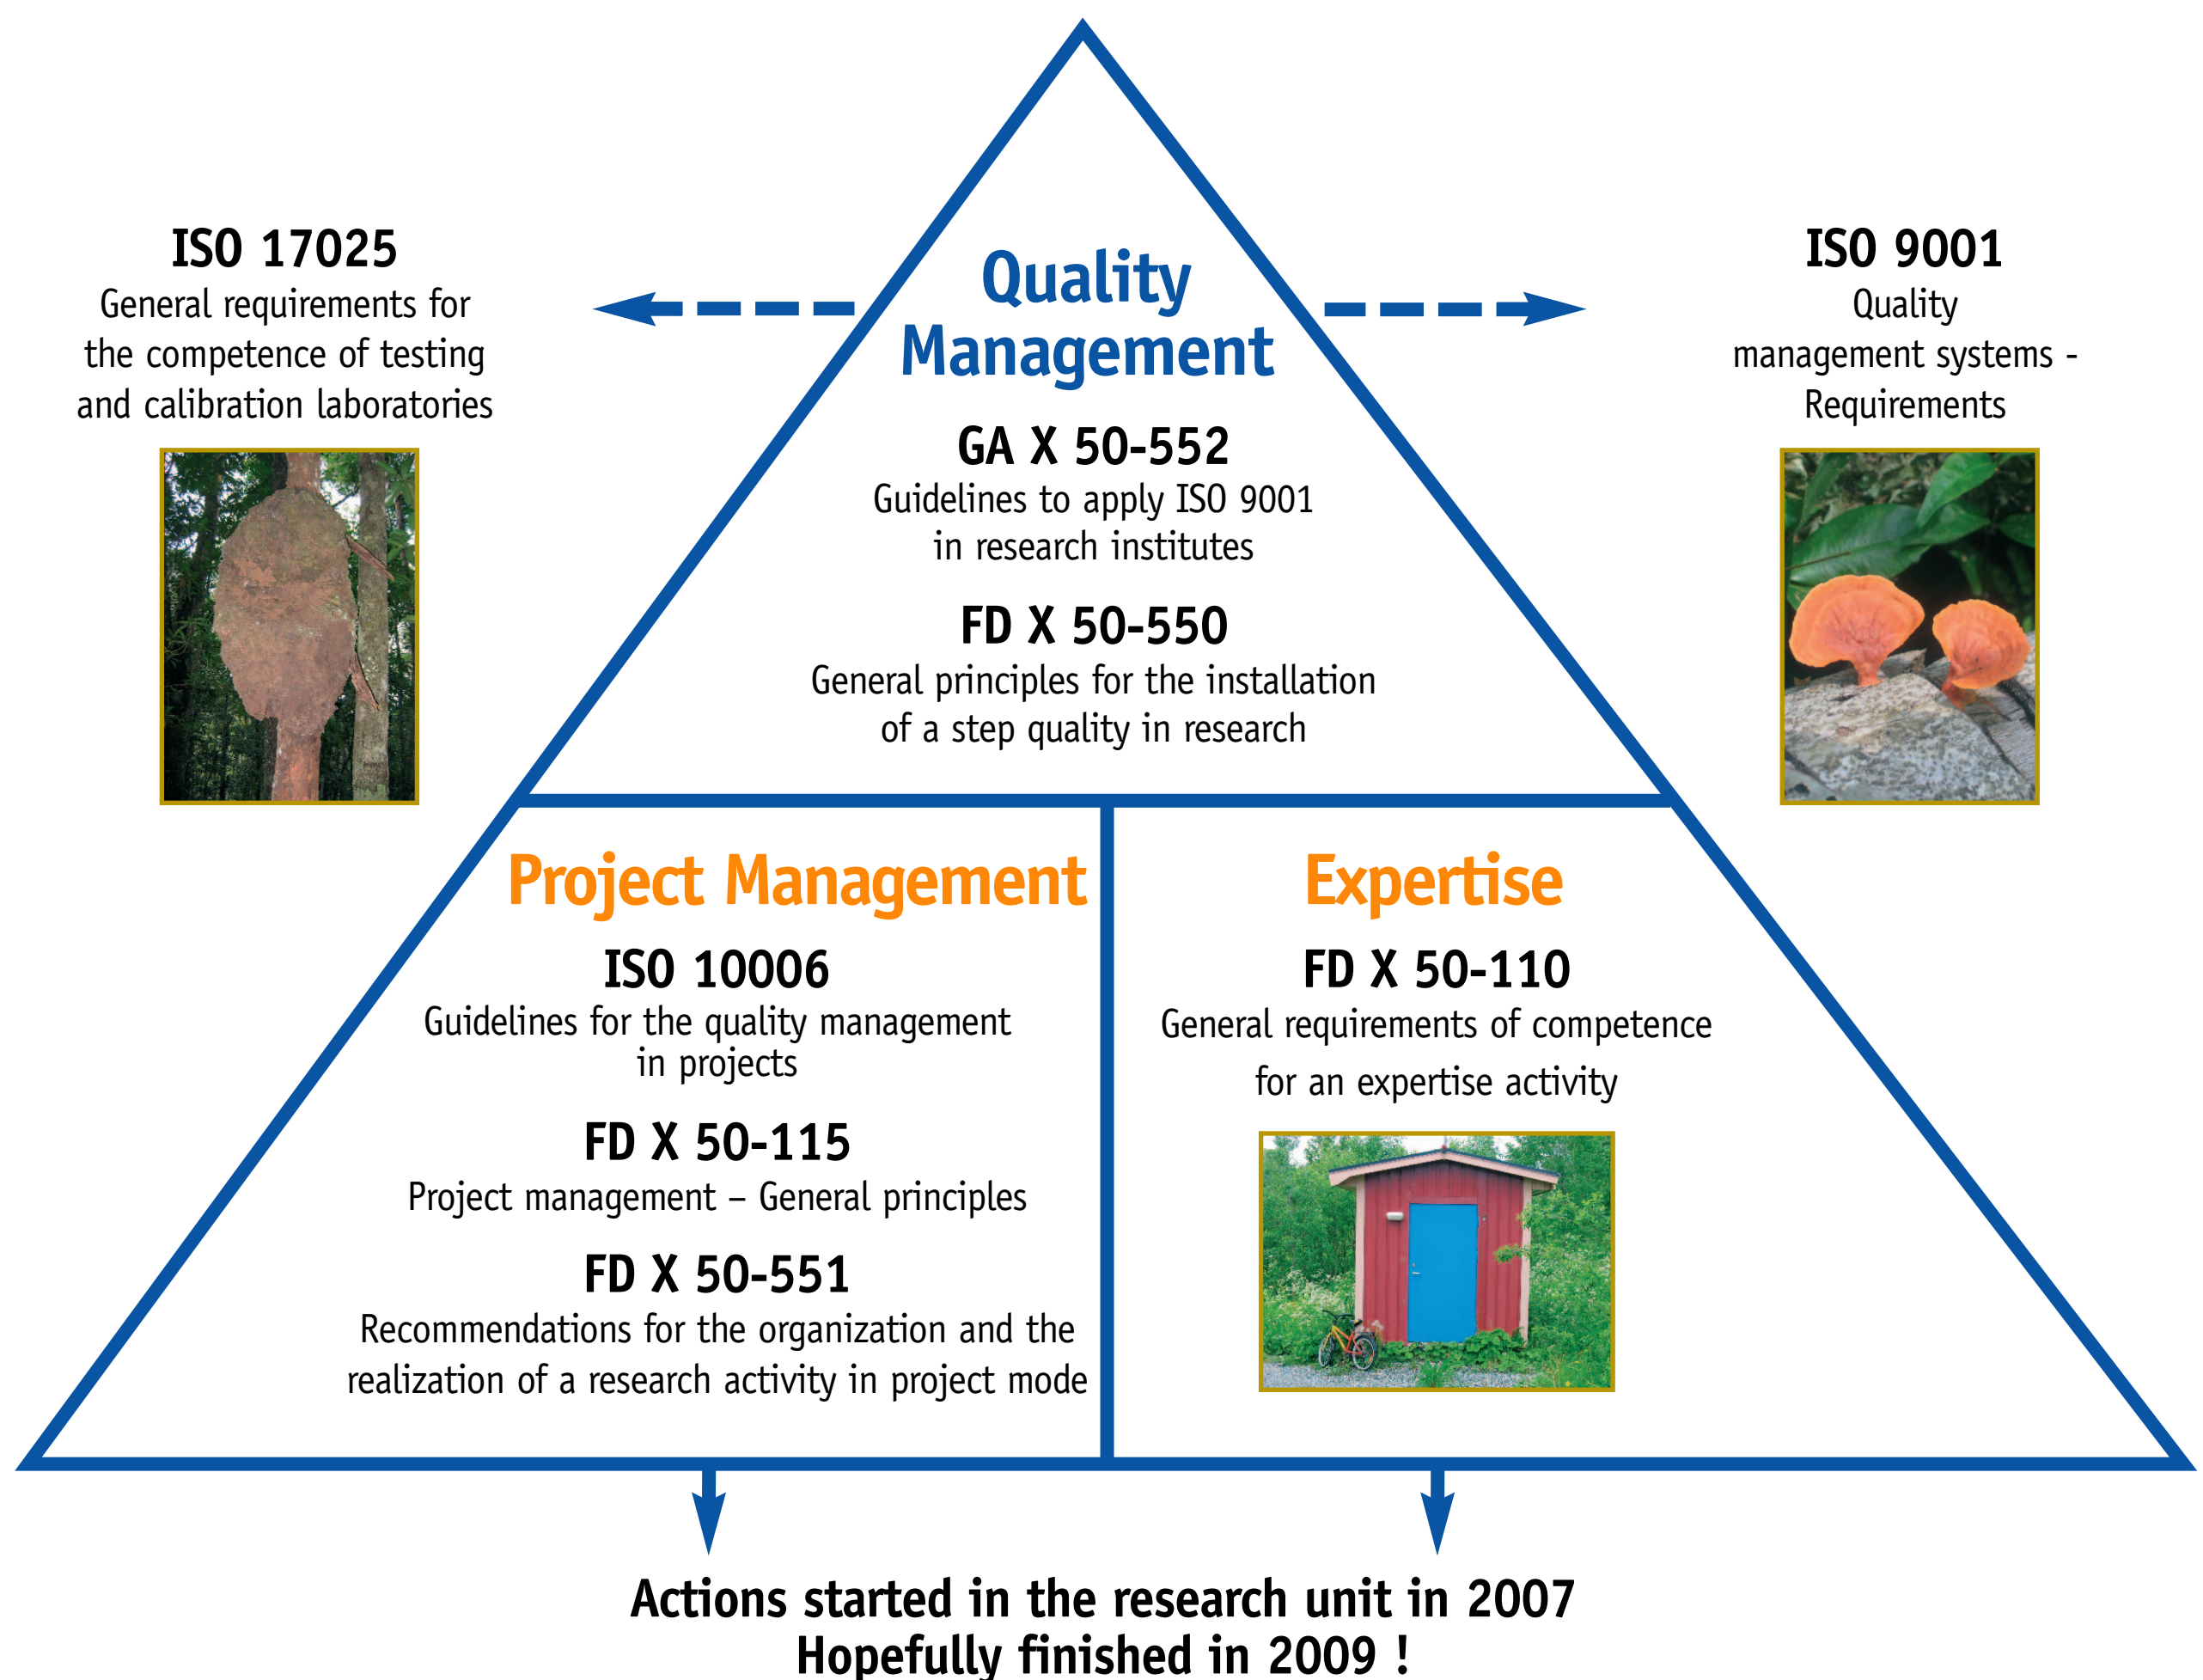 ISO 17025
General requirements for
the competence of testing
and calibration laboratories
Quality
Management
GA X 50-552
Guidelines to apply ISO 9001
in research institutes
FD X 50-550
General principles for the installation
of a step quality in research
ISO 9001
Quality
management systems -
Requirements
Project Management
ISO 10006
Guidelines for the quality management
in projects
FD X 50-115
Project management – General principles
FD X 50-551
Recommendations for the organization and the
realization of a research activity in project mode
Expertise
FD X 50-110
General requirements of competence
for an expertise activity
Actions started in the research unit in 2007
Hopefully finished in 2009 !